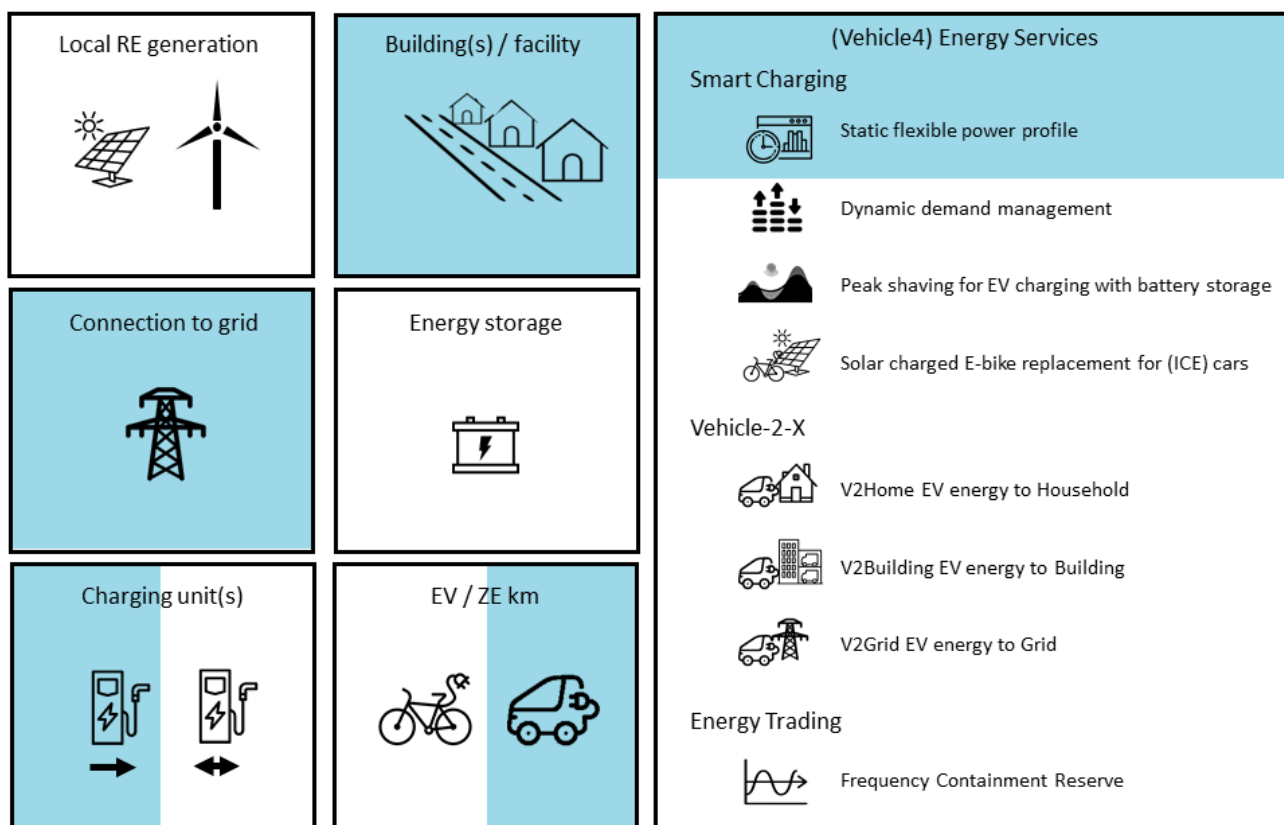 Local RE generation
Building(s) / facility
Connection to grid
Energy storage
Charging unit(s)
EV / ZE km
(Vehicle4) Energy Services
Smart Charging
Static flexible power profile
Dynamic demand management
Peak shaving for EV charging with battery storage
Solar charged E-bike replacement for (ICE) cars
Vehicle-2-X
V2Home EV energy to Household
V2Building EV energy to Building
V2Grid EV energy to Grid
Energy Trading
Frequency Containment Reserve